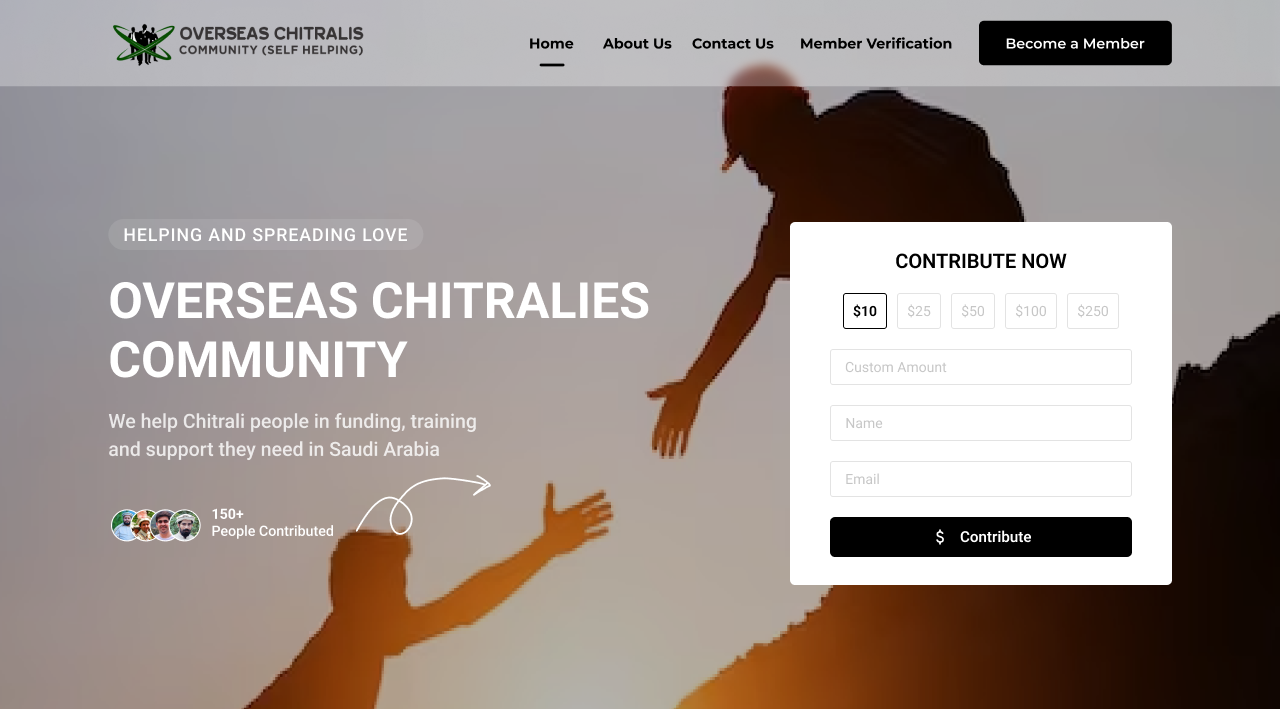 OVERSEAS CHITRALIS
COMMUNITY (SELF HELPING)
Home
About Us
Contact Us
Member Verification
Become a Member
HELPING AND SPREADING LOVE
OVERSEAS CHITRALIES
COMMUNITY
We help Chitrali people in funding, training
and support they need in Saudi Arabia
150+
People Contributed
CONTRIBUTE NOW
$10
$25
$50
$100
$250
Custom Amount
Name
Email
$ Contribute